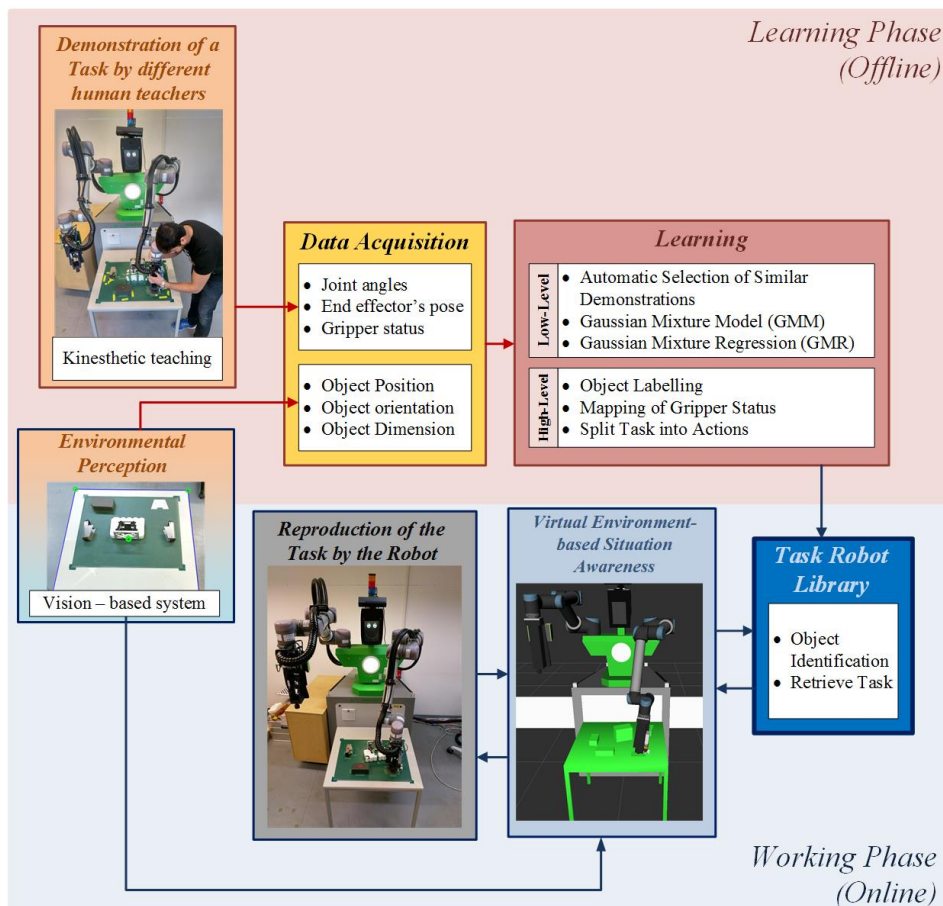 Learning Phase
(Offline)
Demonstration of a
Task by different
human teachers
Kinesthetic teaching
Data Acquisition
• Joint angles
• End effector's pose
• Gripper status
• Object Position
• Object orientation
• Object Dimension
Learning
Low-Level
• Automatic Selection of Similar
Demonstrations
• Gaussian Mixture Model (GMM)
• Gaussian Mixture Regression (GMR)
High-Level
• Object Labelling
• Mapping of Gripper Status
• Split Task into Actions
Environmental
Perception
Vision – based system
Reproduction of the
Task by the Robot
Virtual Environment-
based Situation
Awareness
Task Robot
Library
• Object
Identification
• Retrieve Task
Working Phase
(Online)